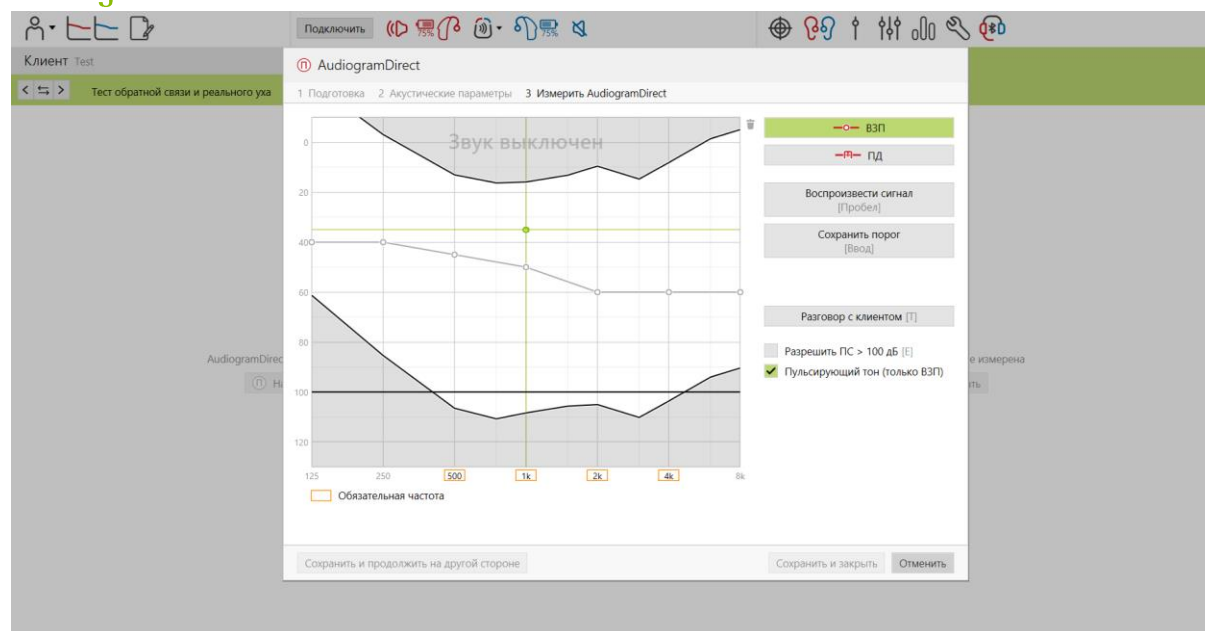 Подключить
75%
75%
Клиент Test
Тест обратной связи и реального уха
AudiogramDirect
1 Подготовка 2 Акустические параметры 3 Измерить AudiogramDirect
Звук выключен
0
20
40
60
80
100
120
125 250 500 1k 2k 4k 8k
Обязательная частота
ВЗП
ПД
Воспроизвести сигнал
[Пробел]
Сохранить порог
[Ввод]
Разговор с клиентом [T]
Разрешить ПС > 100 дБ [E]
Пульсирующий тон (только ВЗП)
AudiogramDirec
е измерена
На
ть
Сохранить и продолжить на другой стороне
Сохранить и закрыть
Отменить